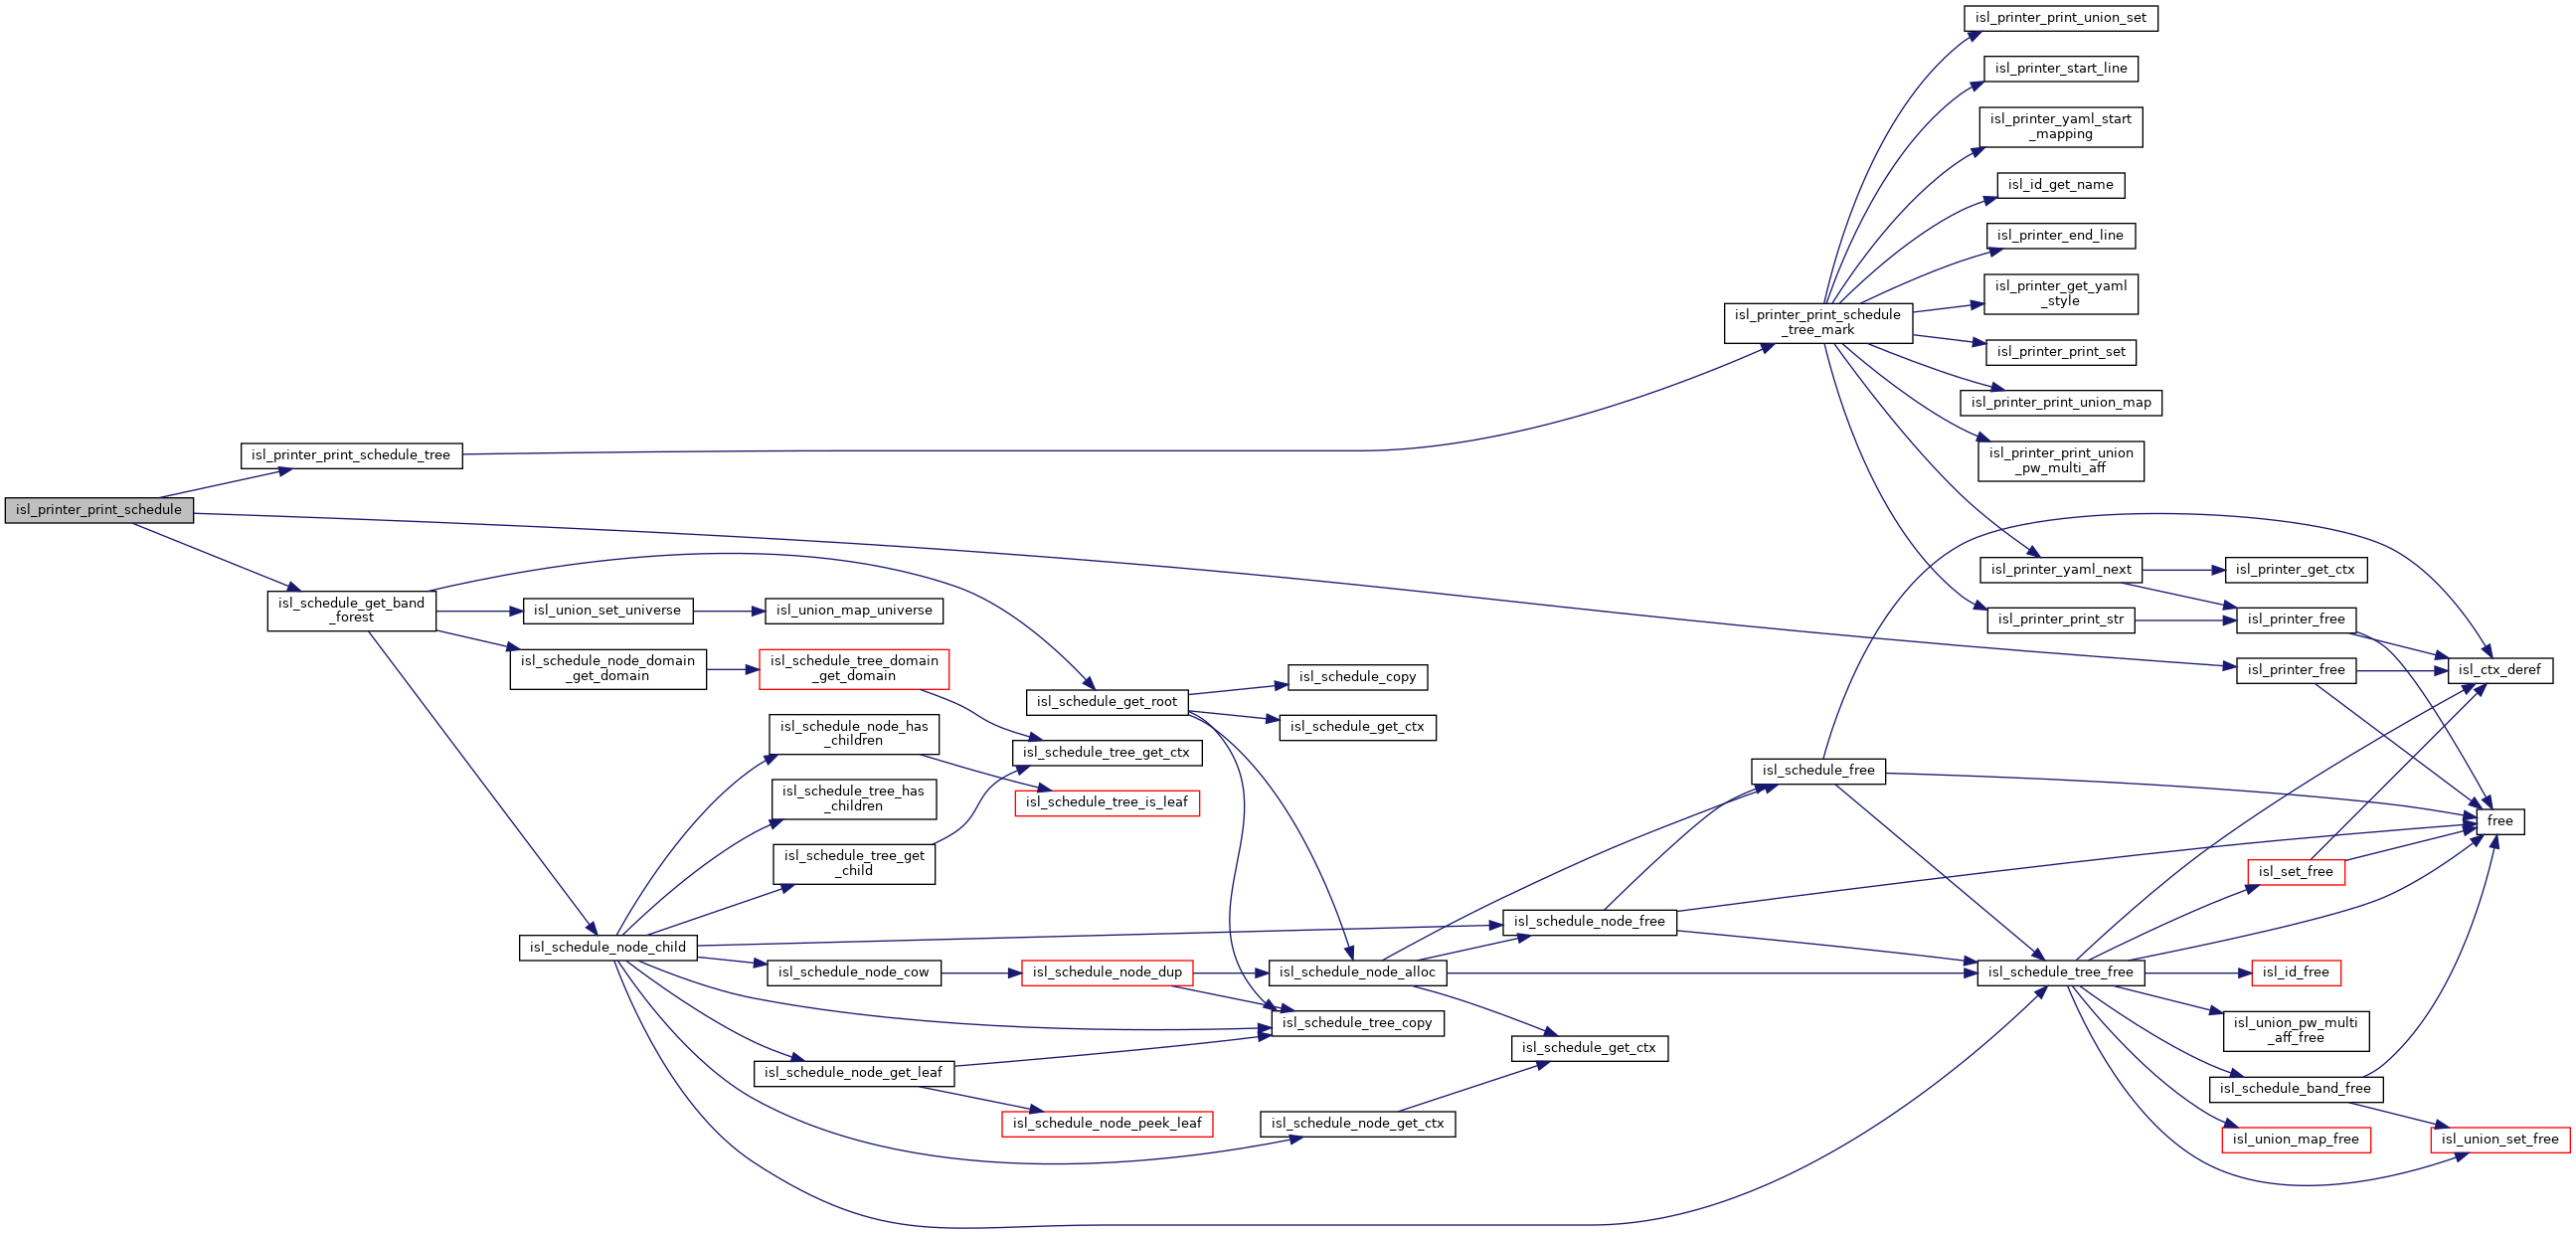 isl_printer_print_union_set
isl_printer_start_line
isl_printer_yaml_start
_mapping
isl_id_get_name
isl_printer_end_line
isl_printer_get_yaml
_style
isl_printer_print_schedule
_tree_mark
isl_printer_print_set
isl_printer_print_union_map
isl_printer_print_union
_pw_multi_aff
isl_printer_print_schedule_tree
isl_printer_print_schedule
isl_printer_yaml_next
isl_printer_get_ctx
isl_schedule_get_band
_forest
isl_union_set_universe
isl_union_map_universe
isl_printer_print_str
isl_printer_free
isl_schedule_node_domain
_get_domain
isl_schedule_tree_domain
_get_domain
isl_schedule_copy
isl_printer_free
isl_ctx_deref
isl_schedule_get_root
isl_schedule_get_ctx
isl_schedule_node_has
_children
isl_schedule_tree_get_ctx
isl_schedule_free
isl_schedule_tree_has
_children
isl_schedule_tree_is_leaf
free
isl_schedule_tree_get
_child
isl_set_free
isl_schedule_node_free
isl_schedule_node_child
isl_schedule_node_cow
isl_schedule_node_dup
isl_schedule_node_alloc
isl_schedule_tree_free
isl_id_free
isl_schedule_tree_copy
isl_union_pw_multi
_aff_free
isl_schedule_get_ctx
isl_schedule_node_get_leaf
isl_schedule_band_free
isl_schedule_node_peek_leaf
isl_schedule_node_get_ctx
isl_union_map_free
isl_union_set_free